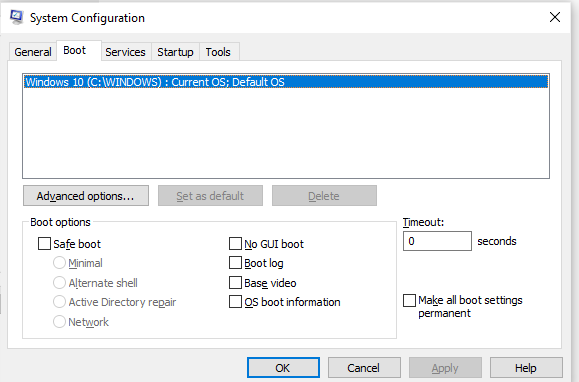 System Configuration
General Boot Services Startup Tools
Windows 10 (C:\WINDOWS) : Current OS; Default OS
Advanced options... Set as default Delete
Boot options
Safe boot
Minimal
Alternate shell
Active Directory repair
Network
No GUI boot
Boot log
Base video
OS boot information
Timeout:
0 seconds
Make all boot settings
permanent
OK Cancel Apply Help